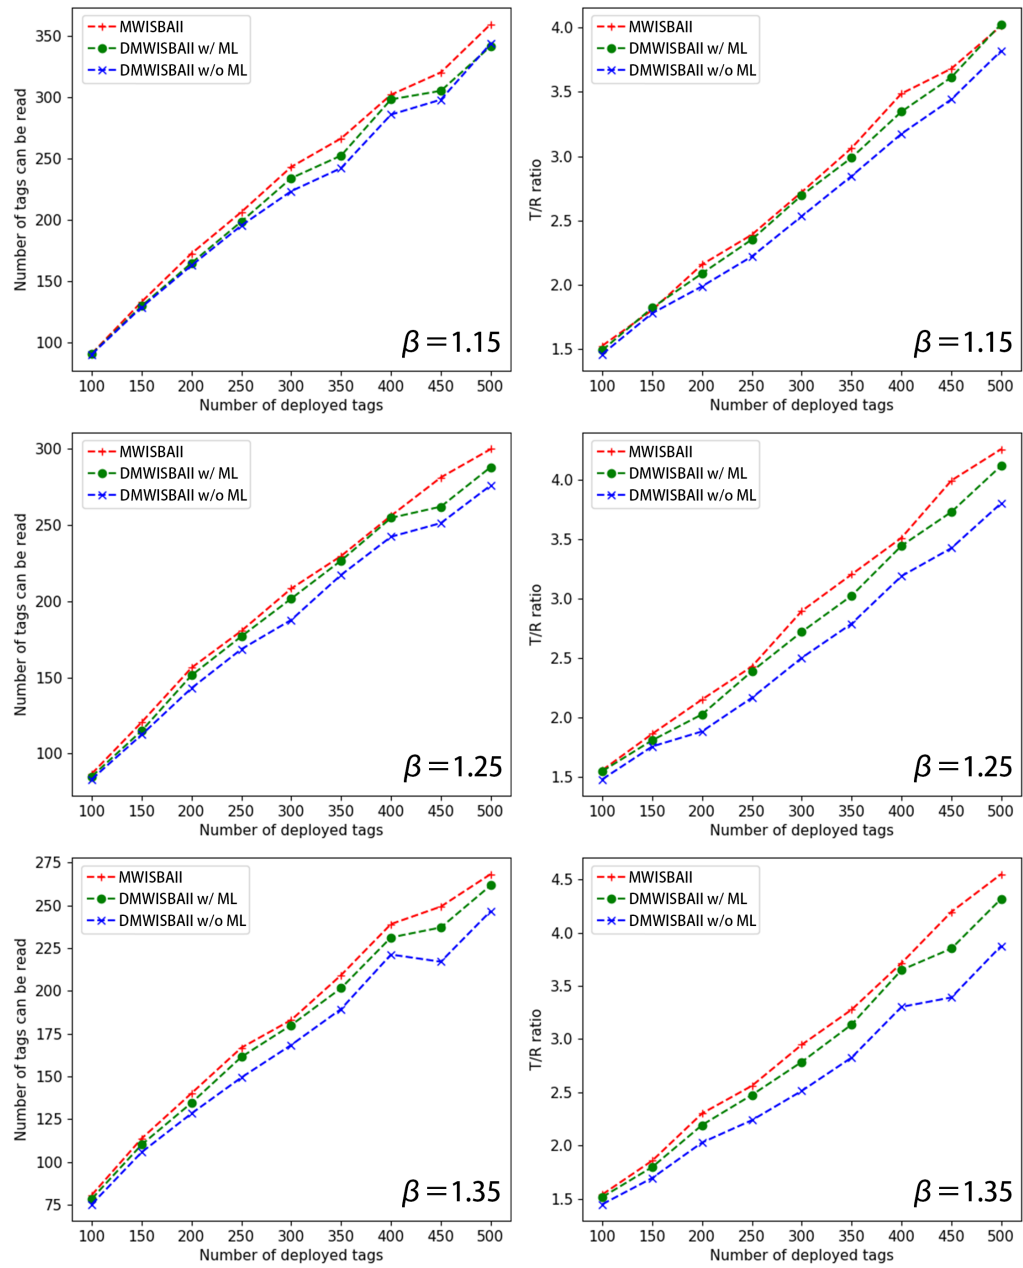 MWISBAII
DMWISBAII w/ ML
DMWISBAII w/o ML
Number of tags can be read
350
300
250
200
150
100
β=1.15
100 150 200 250 300 350 400 450 500
Number of deployed tags
MWISBAII
DMWISBAII w/ ML
DMWISBAII w/o ML
T/R ratio
4.0
3.5
3.0
2.5
2.0
1.5
β=1.15
100 150 200 250 300 350 400 450 500
Number of deployed tags
MWISBAII
DMWISBAII w/ ML
DMWISBAII w/o ML
Number of tags can be read
300
250
200
150
100
β=1.25
100 150 200 250 300 350 400 450 500
Number of deployed tags
MWISBAII
DMWISBAII w/ ML
DMWISBAII w/o ML
T/R ratio
4.0
3.5
3.0
2.5
2.0
1.5
β=1.25
100 150 200 250 300 350 400 450 500
Number of deployed tags
MWISBAII
DMWISBAII w/ ML
DMWISBAII w/o ML
Number of tags can be read
275
250
225
200
175
150
125
100
75
β=1.35
100 150 200 250 300 350 400 450 500
Number of deployed tags
MWISBAII
DMWISBAII w/ ML
DMWISBAII w/o ML
T/R ratio
4.5
4.0
3.5
3.0
2.5
2.0
1.5
β=1.35
100 150 200 250 300 350 400 450 500
Number of deployed tags